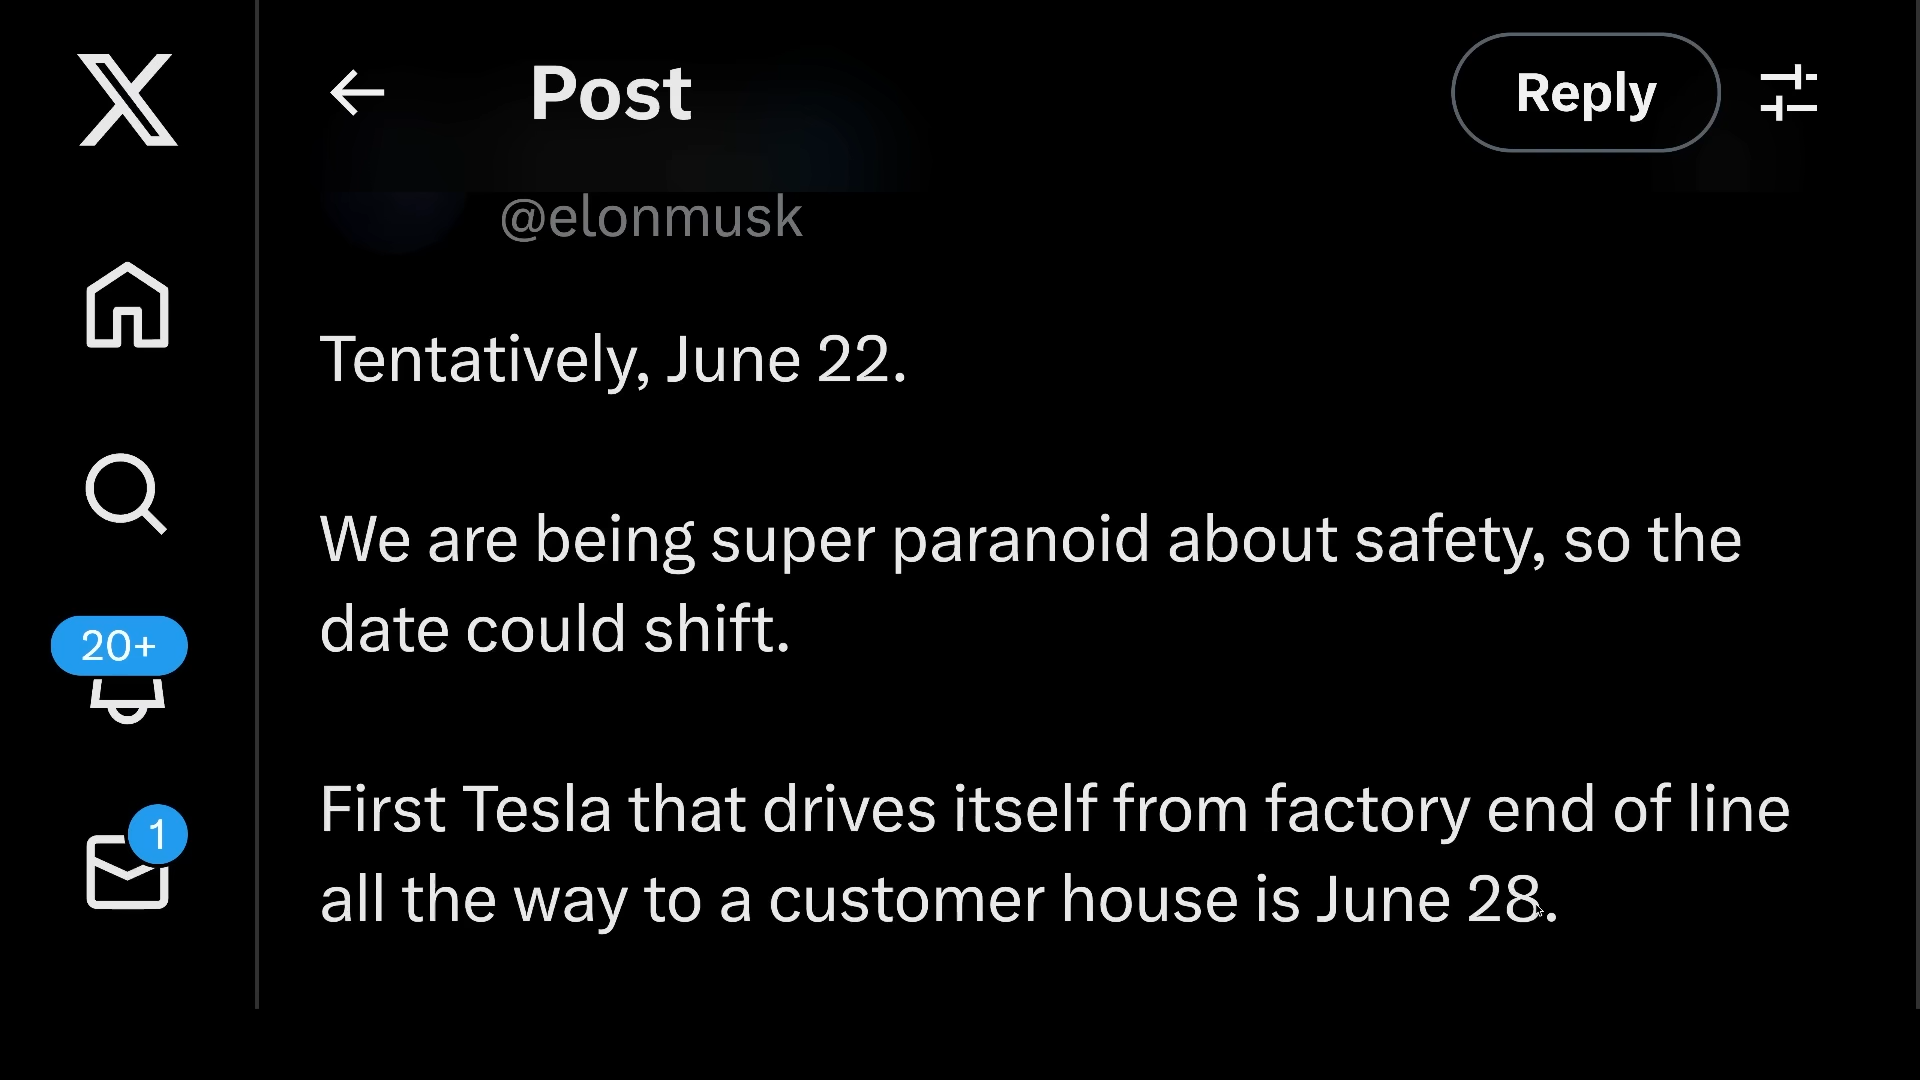 Post
Reply
@elonmusk
Tentatively, June 22.
We are being super paranoid about safety, so the
date could shift.
20+
First Tesla that drives itself from factory end of line
1
all the way to a customer house is June 28.